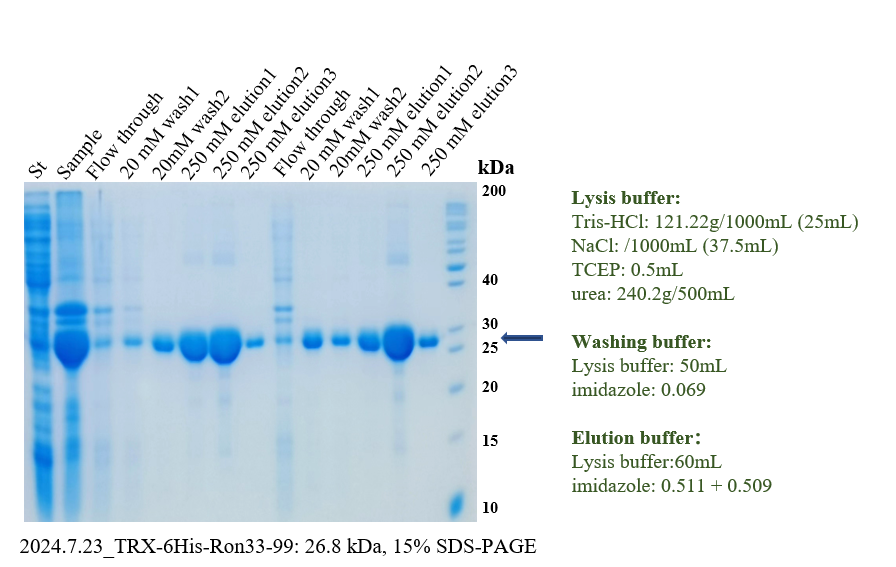 St
Sample
Flow through
20 mM wash1
20mM wash2
250 mM elution1
250 mM elution2
250 mM elution3
Flow through
20 mM wash1
20mM wash2
250 mM elution1
250 mM elution2
250 mM elution3
kDa
200
40
30
25
20
15
10
Lysis buffer:
Tris-HCl: 121.22g/1000mL (25mL)
NaCl: /1000mL (37.5mL)
TCEP: 0.5mL
urea: 240.2g/500mL
Washing buffer:
Lysis buffer: 50mL
imidazole: 0.069
Elution buffer：
Lysis buffer:60mL
imidazole: 0.511 + 0.509
2024.7.23_TRX-6His-Ron33-99: 26.8 kDa, 15% SDS-PAGE